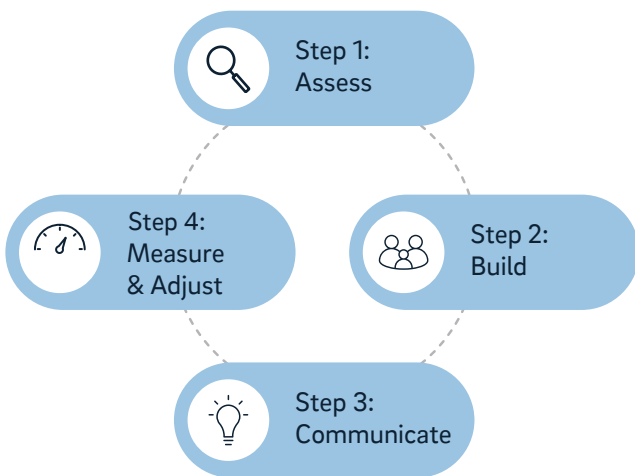 Step 1:
Assess
Step 2:
Build
Step 3:
Communicate
Step 4:
Measure
& Adjust